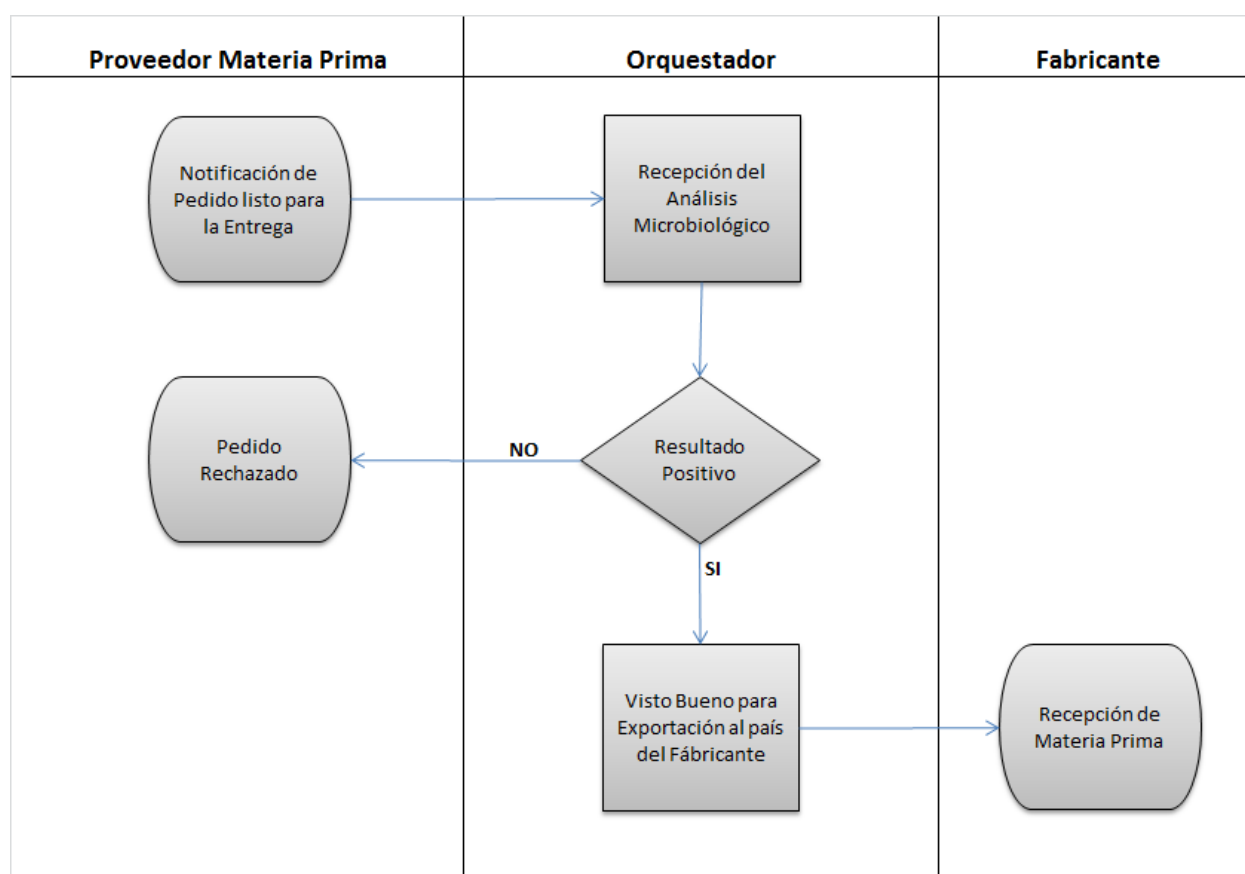 Proveedor Materia Prima
Orquestador
Fabricante
Notificación de
Pedido listo para
la Entrega
Recepción del
Análisis
Microbiológico
Pedido
Rechazado
NO
Resultado
Positivo
SI
Visto Bueno para
Exportación al país
del Fábricante
Recepción de
Materia Prima